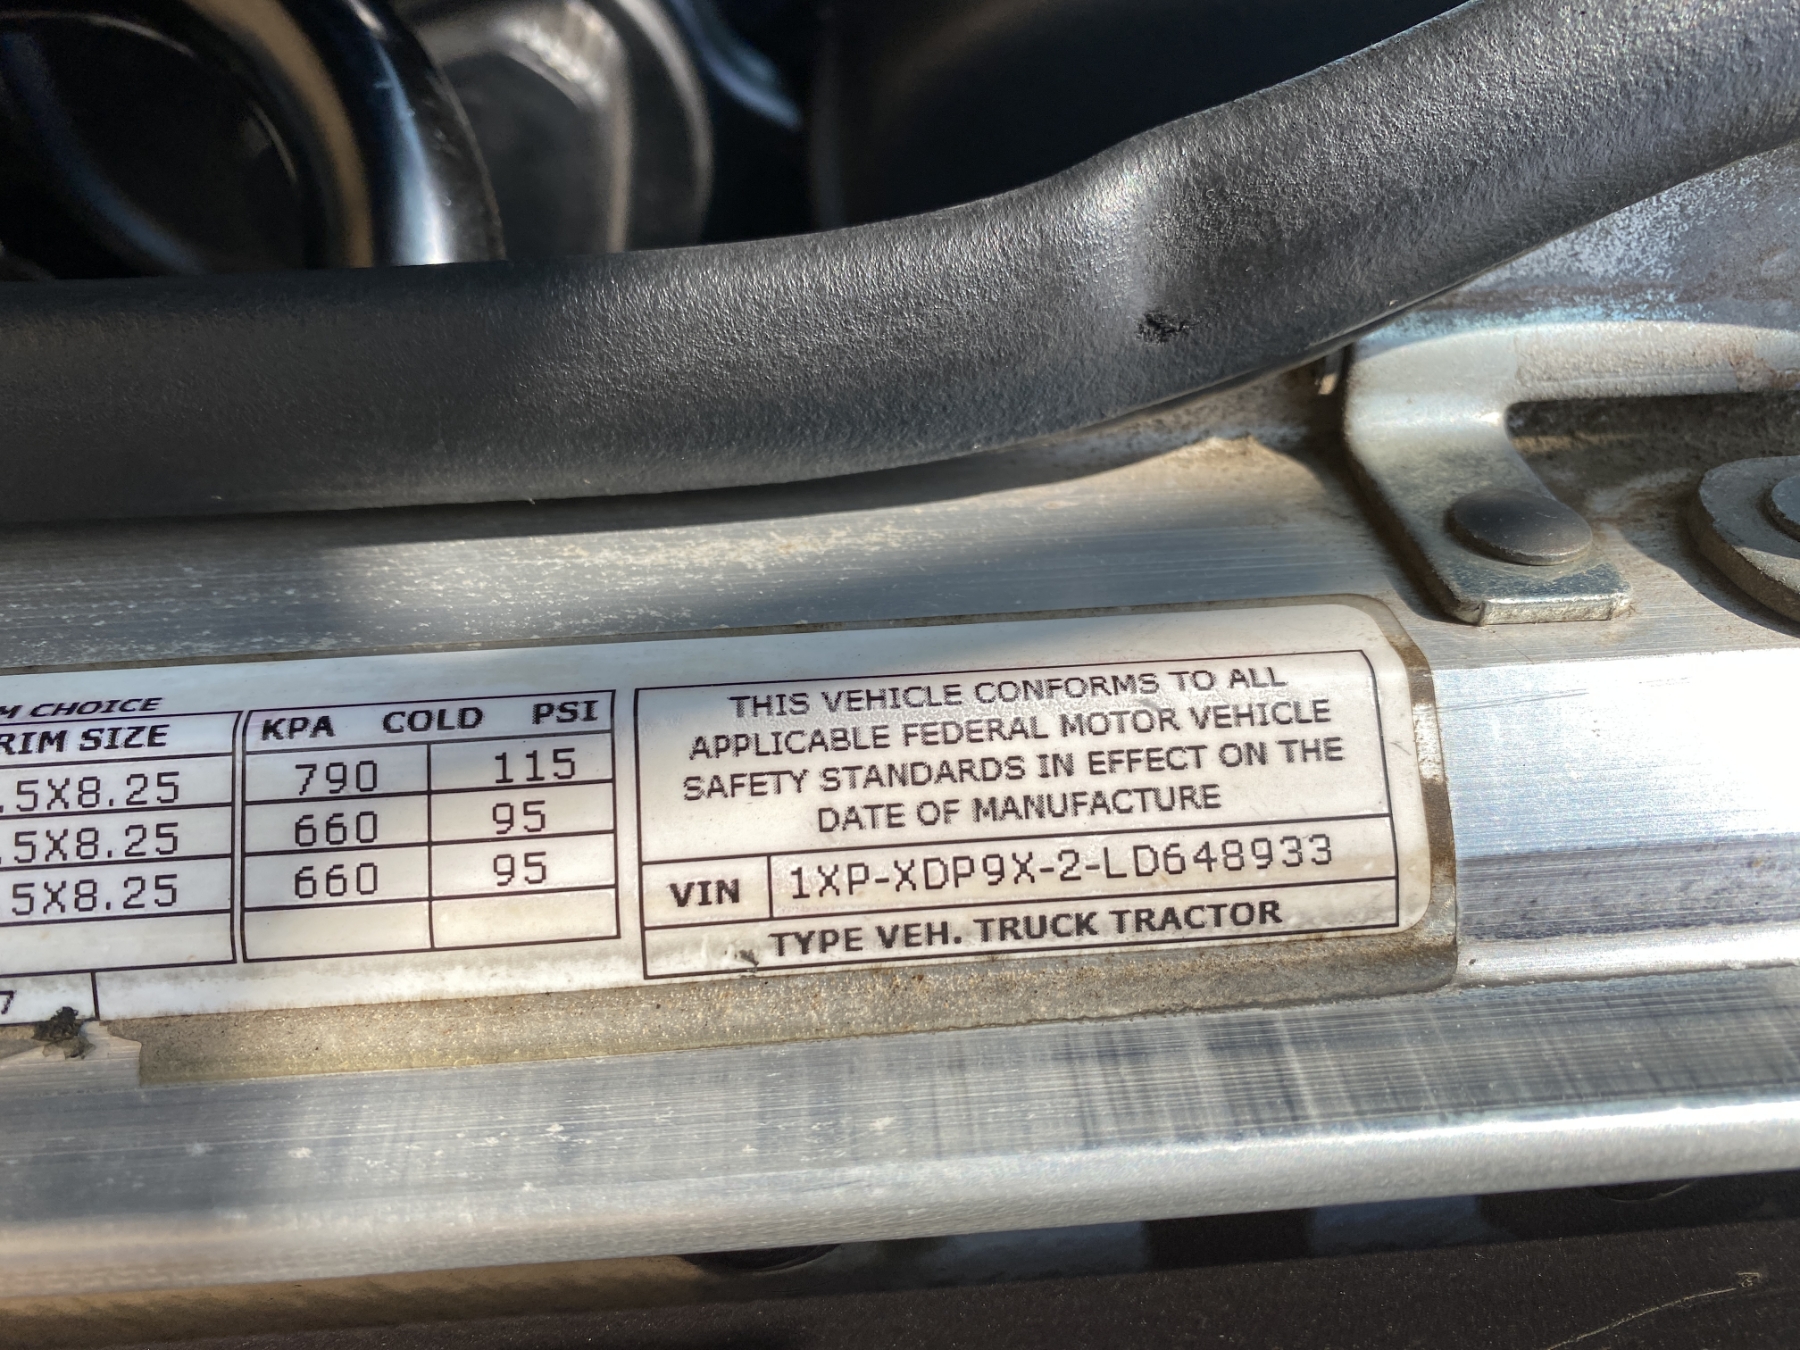 M CHOICE
RIM SIZE
KPA COLD PSI
.5X8.25 790 115
.5X8.25 660 95
5X8.25 660 95
7
THIS VEHICLE CONFORMS TO ALL
APPLICABLE FEDERAL MOTOR VEHICLE
SAFETY STANDARDS IN EFFECT ON THE
DATE OF MANUFACTURE
VIN 1XP-XDP9X-2-LD648933
TYPE VEH. TRUCK TRACTOR